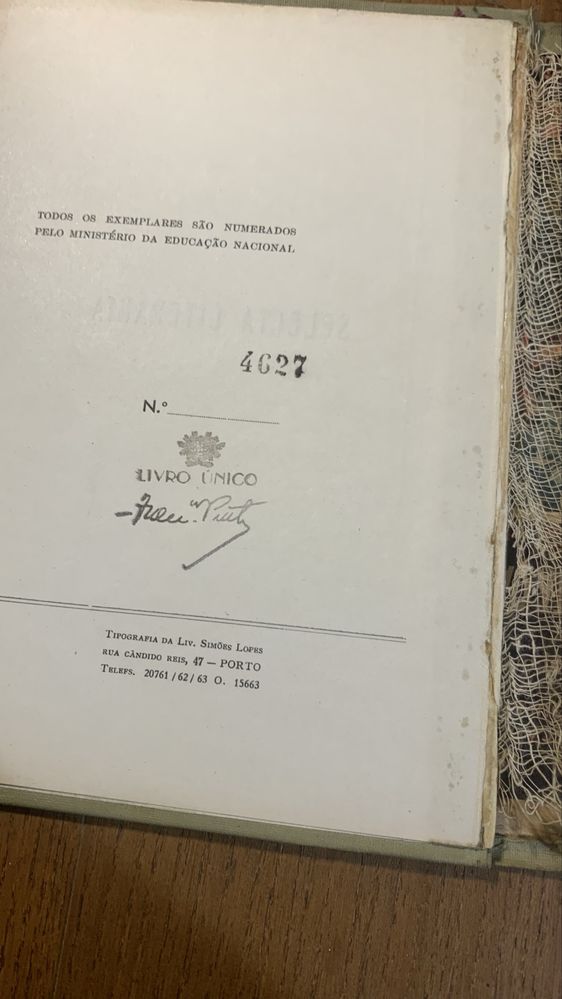 TODOS OS EXEMPLARES SÃO NUMERADOS
PELO MINISTÉRIO DA EDUCAÇÃO NACIONAL
4627
N.º
LIVRO ÚNICO
TIPOGRAFIA DA LIV. SIMÕES LOPES
RUA CÂNDIDO REIS, 47 — PORTO
TELEFS. 20761/62/63 O. 15663